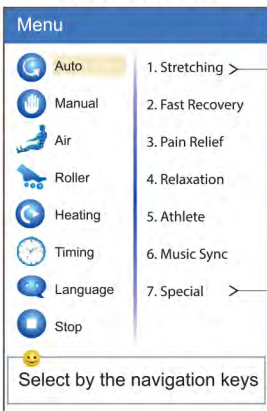 Menu
Auto
Manual
Air
Roller
Heating
Timing
Language
Stop
1. Stretching >
2. Fast Recovery
3. Pain Relief
4. Relaxation
5. Athlete
6. Music Sync
7. Special >
Select by the navigation keys